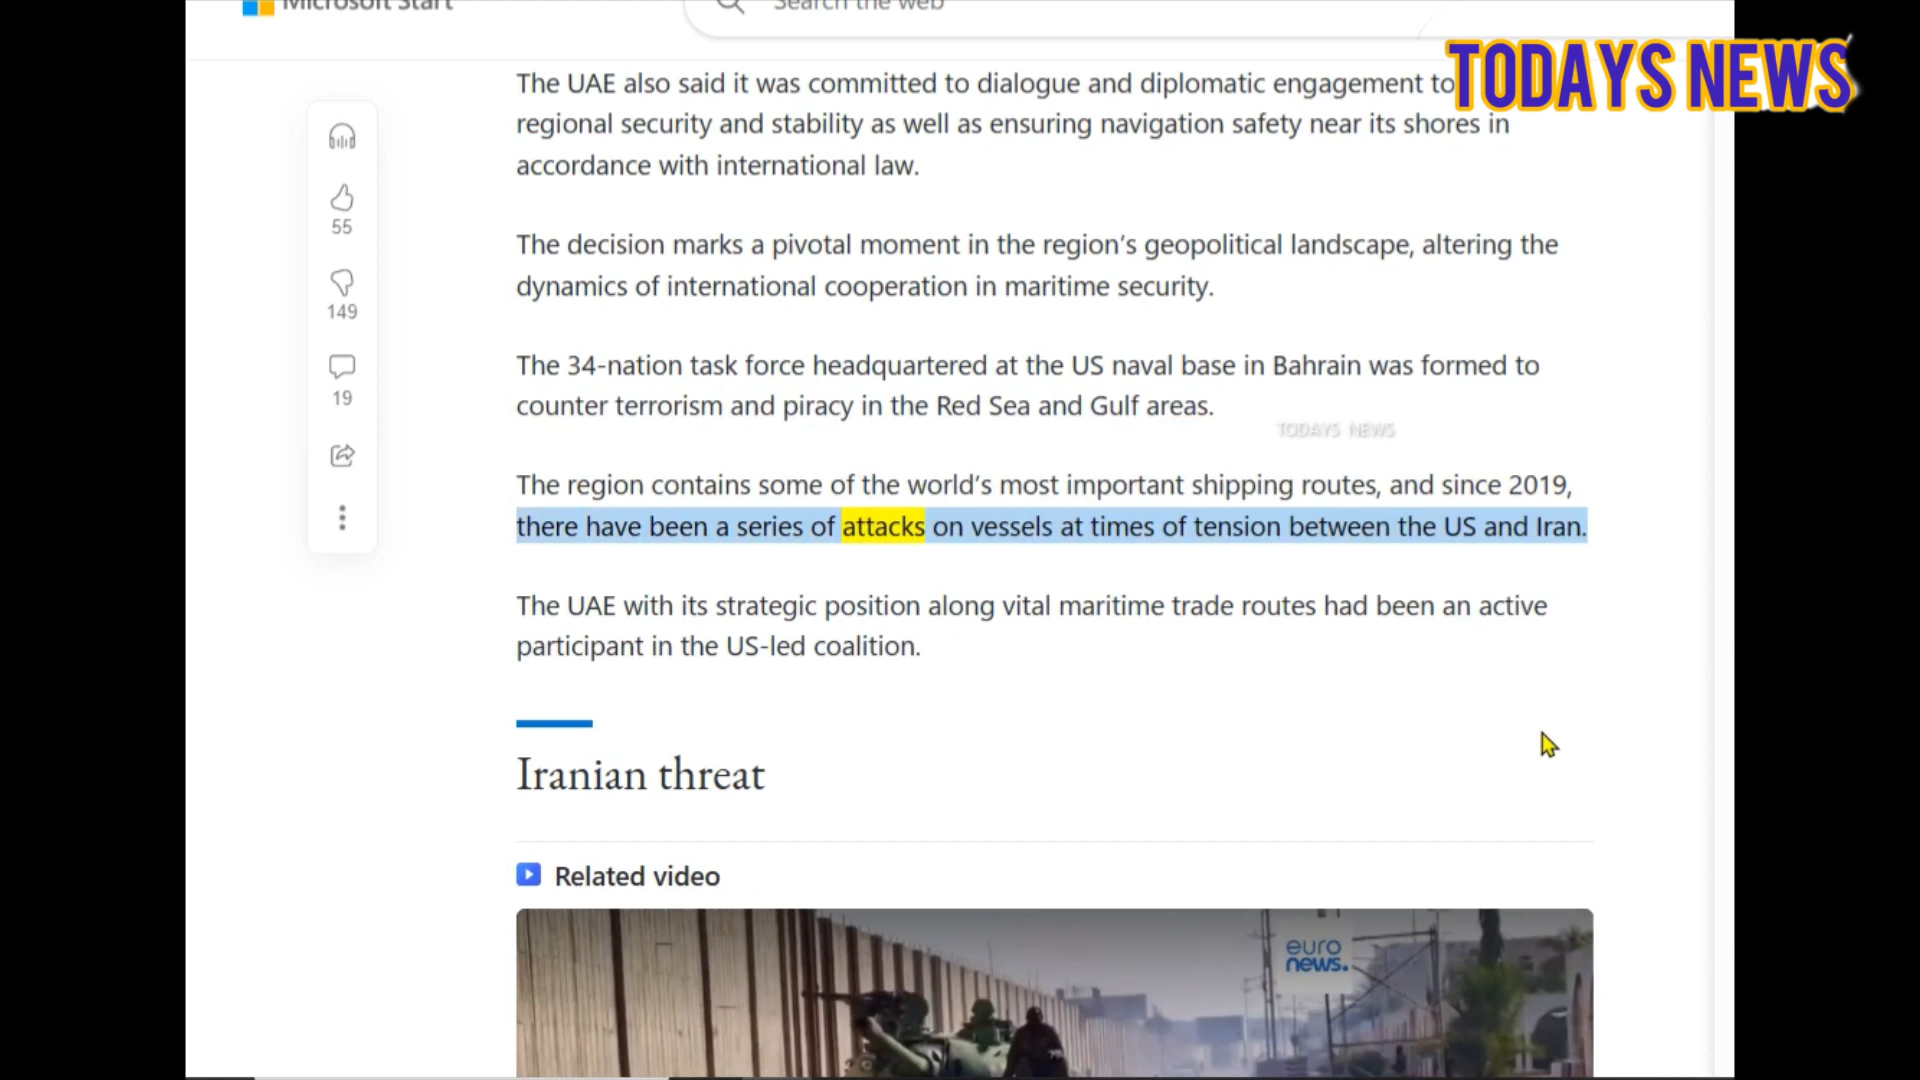 Microsoft Start
Search the web
TODAYS NEWS
The UAE also said it was committed to dialogue and diplomatic engagement to
regional security and stability as well as ensuring navigation safety near its shores in
accordance with international law.
55
149
19
The decision marks a pivotal moment in the region’s geopolitical landscape, altering the
dynamics of international cooperation in maritime security.
The 34-nation task force headquartered at the US naval base in Bahrain was formed to
counter terrorism and piracy in the Red Sea and Gulf areas.
TODAYS NEWS
The region contains some of the world’s most important shipping routes, and since 2019,
there have been a series of attacks on vessels at times of tension between the US and Iran.
The UAE with its strategic position along vital maritime trade routes had been an active
participant in the US-led coalition.
Iranian threat
Related video
euro
news.